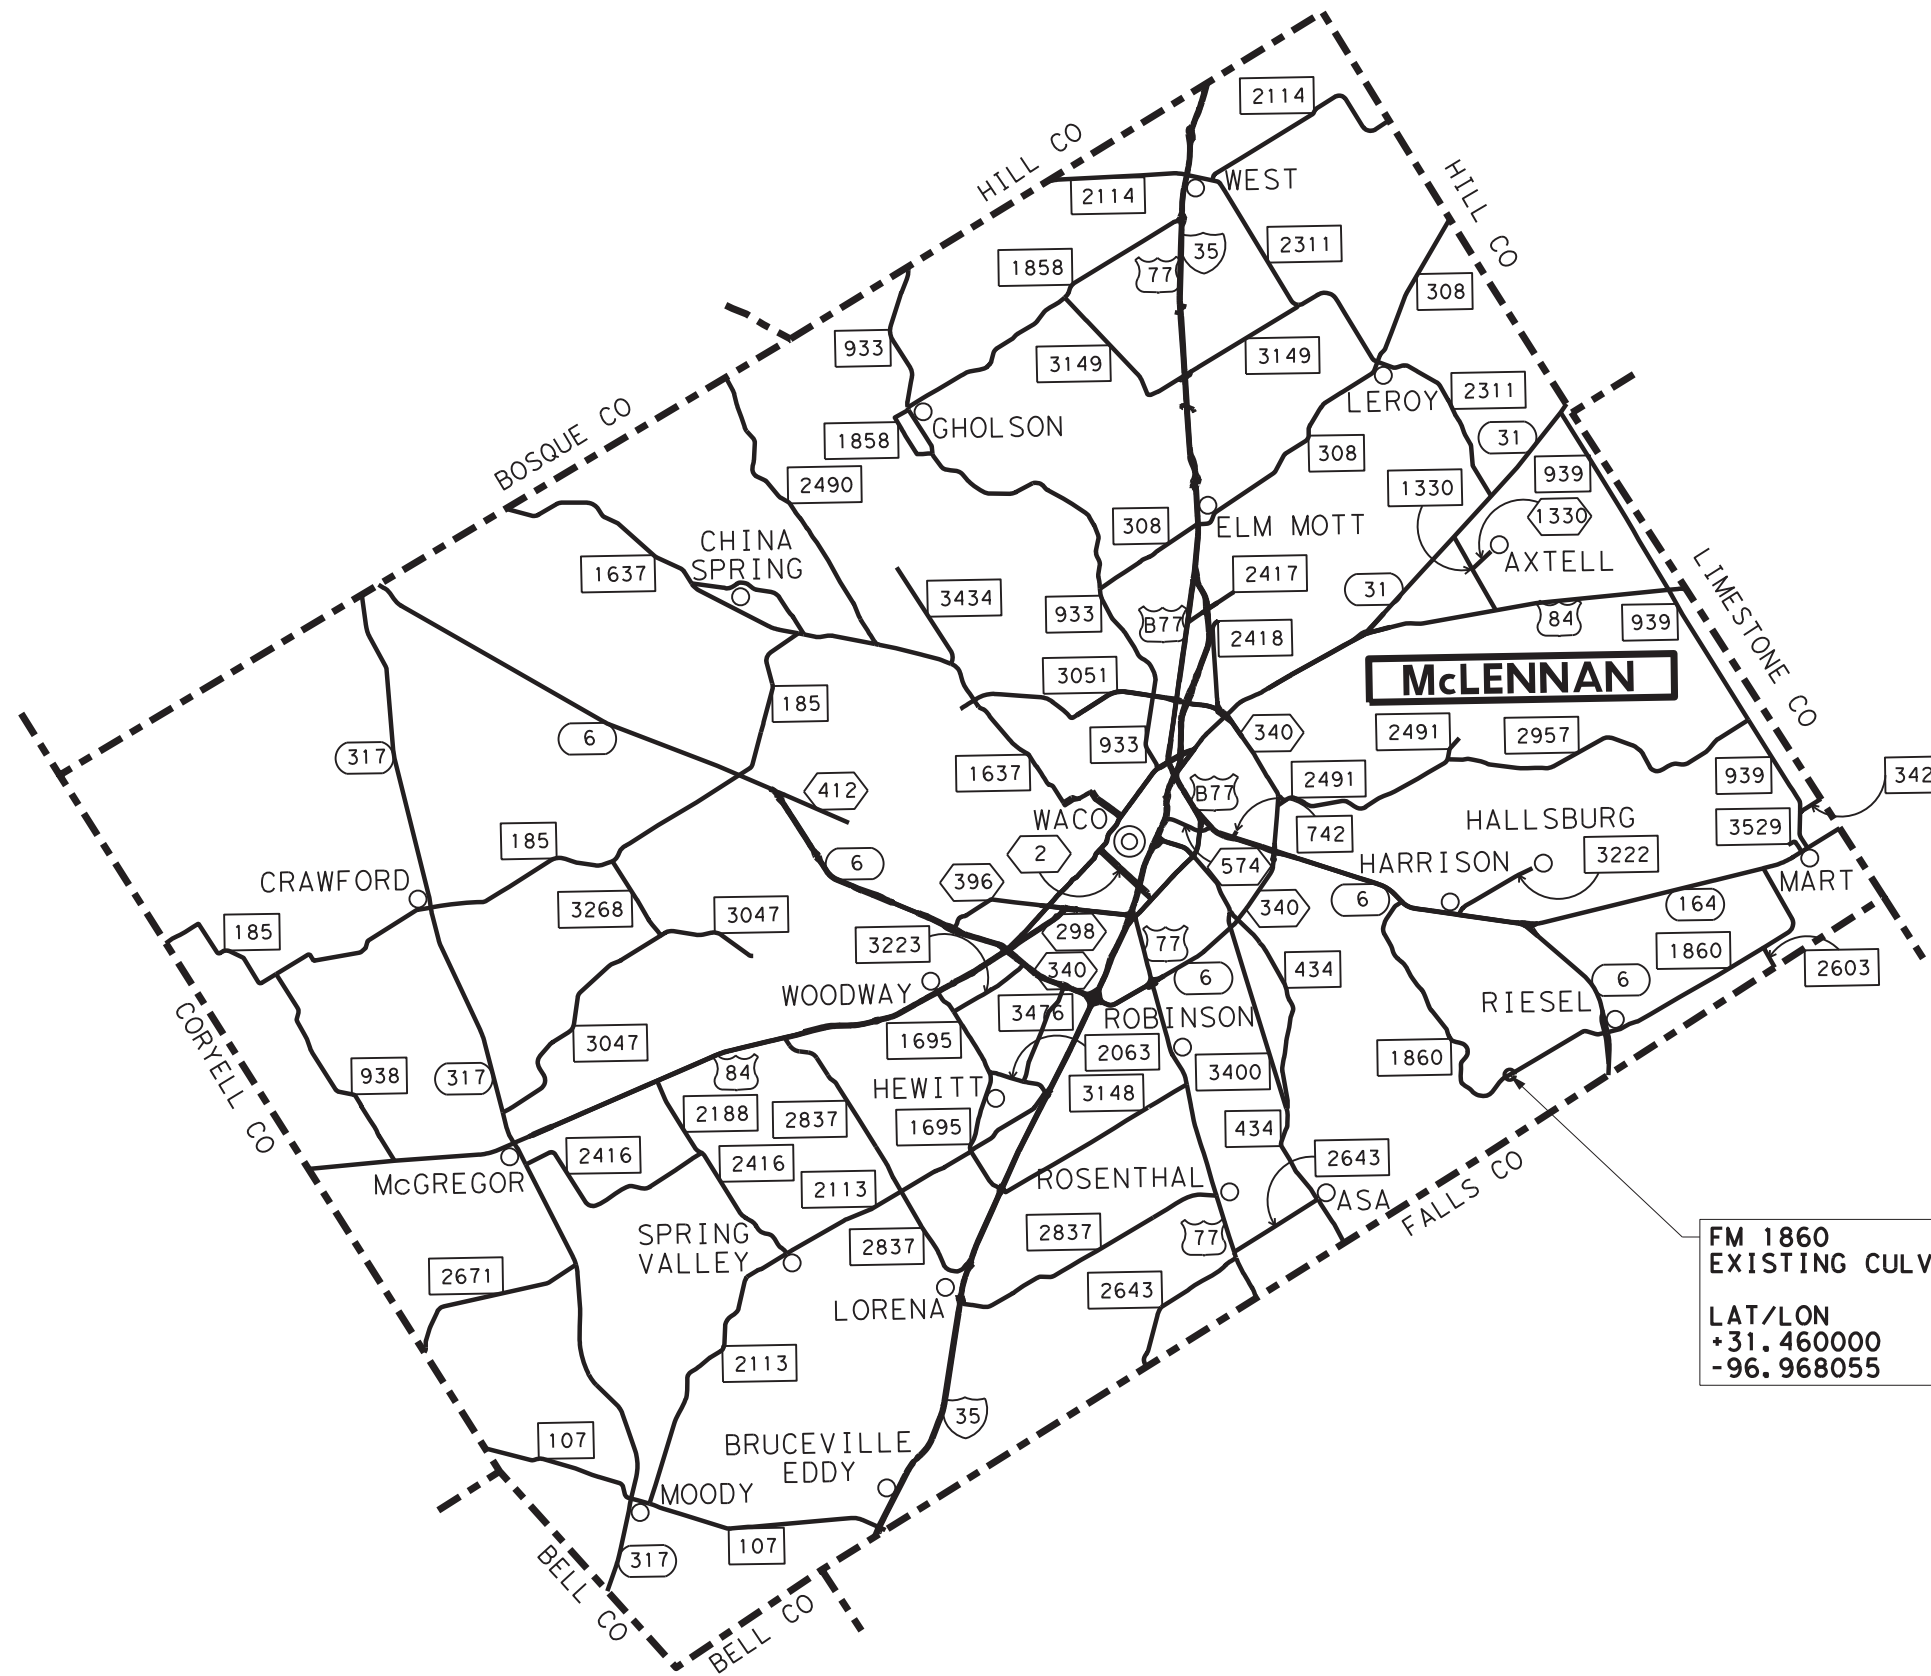 2114
HILL CO
2114
WEST
HILL CO
35
2311
1858
77
308
933
3149
3149
2311
LEROY
BOSQUE CO
1858
GHOLSON
31
308
939
2490
1330
1330
308
ELM MOTT
CHINA
SPRING
1637
2417
AXTELL
LIMESTONE CO
3434
31
933
B77
84
939
2418
3051
McLENNAN
185
317
6
933
340
2491
2957
1637
2491
939
342
412
B77
WACO
742
HALLSBURG
3529
185
2
HARRISON
3222
6
396
574
CRAWFORD
MART
3268
3047
340
6
164
185
3223
298
77
1860
340
6
434
2603
WOODWAY
RIESEL
6
CORYELL CO
3476
ROBINSON
1695
3047
2063
1860
938
317
84
3400
HEWITT
3148
2188
2837
1695
434
2416
2416
2643
McGREGOR
2113
ROSENTHAL
ASA
FALLS CO
SPRING
VALLEY
2837
2837
77
FM 1860
EXISTING CULV
2671
2643
LORENA
LAT/LON
+31.460000
-96.968055
2113
35
107
BRUCEVILLE
EDDY
MOODY
107
317
BELL CO
BELL CO